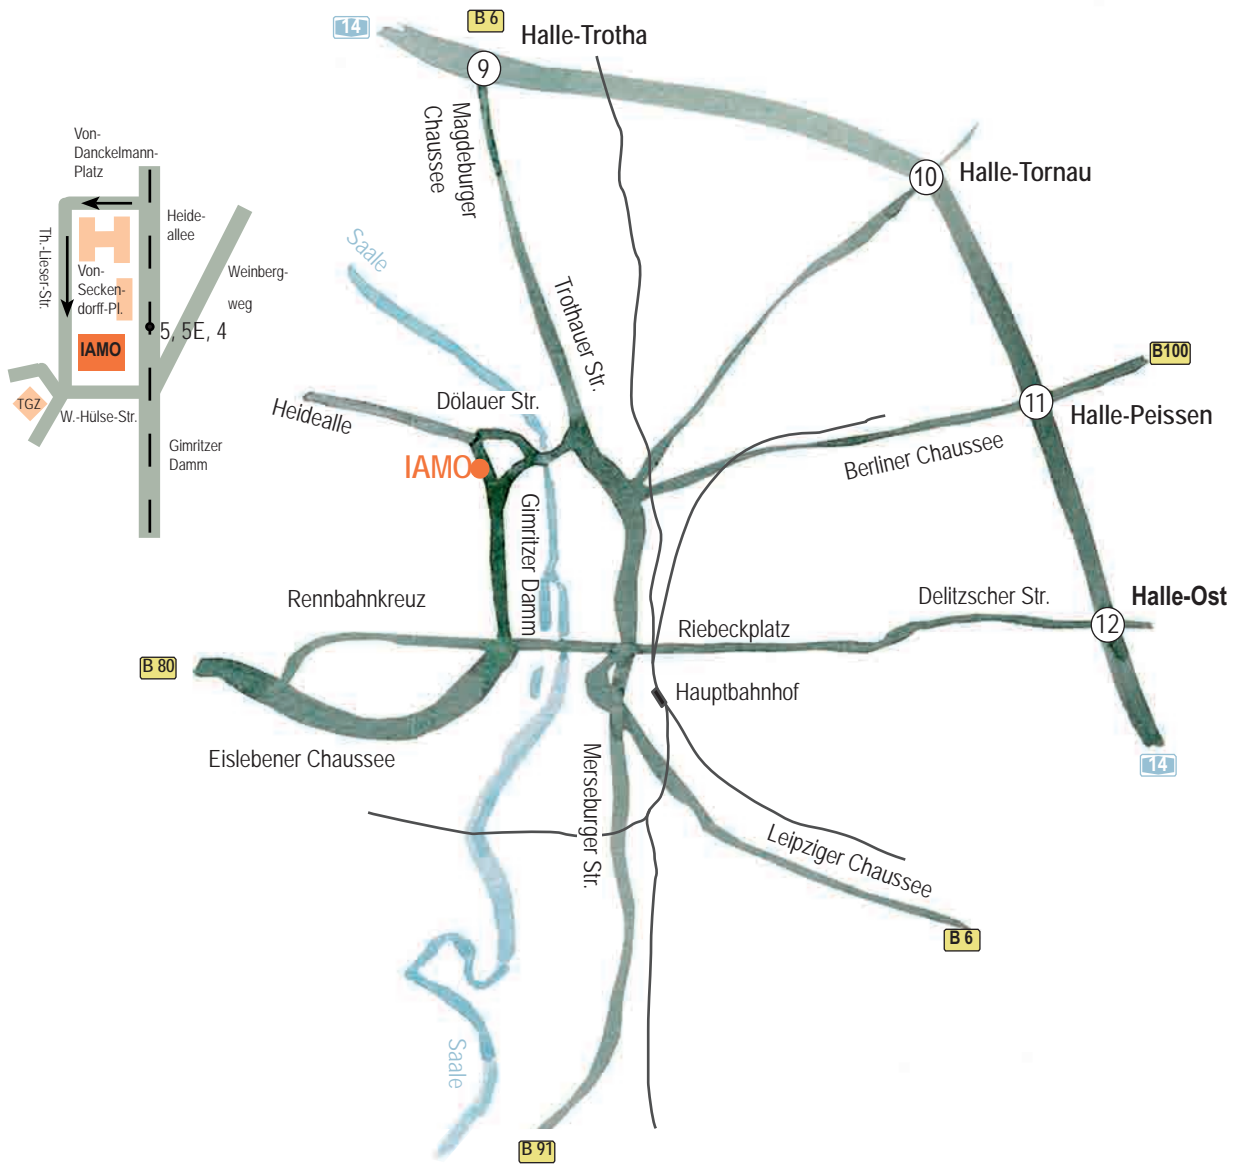 14
B 6
Halle-Trotha
9
Magdeburger
Chaussee
10
Halle-Tornau
Von-
Danckelmann-
Platz
Heide-
allee
Th.-Lieser-Str.
Von-
Secken-
dorff-Pl.
Weinberg-
weg
5, 5E, 4
IAMO
TGZ
W.-Hülse-Str.
Gimritzer
Damm
Saale
Trothauer Str.
B100
11
Halle-Peissen
Berliner Chaussee
Dölauer Str.
Heidealle
IAMO
Gimritzer Damm
Rennbahnkreuz
Delitzscher Str.
Halle-Ost
12
Riebeckplatz
B 80
Hauptbahnhof
Eislebener Chaussee
14
Merseburger Str.
Leipziger Chaussee
B 6
Saale
B 91